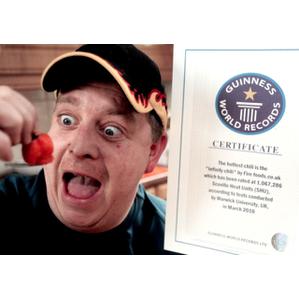 GUINNESS
WORLD RECORDS
CERTIFICATE
The hottest chili is the
"Infinity chili" by Fire foods.co.uk
which has been rated at 1,067,286
Scoville Heat Units (SHU),
according to tests conducted
by Warwick University, UK,
in March 2010
GUINNESS WORLD RECORDS LTD